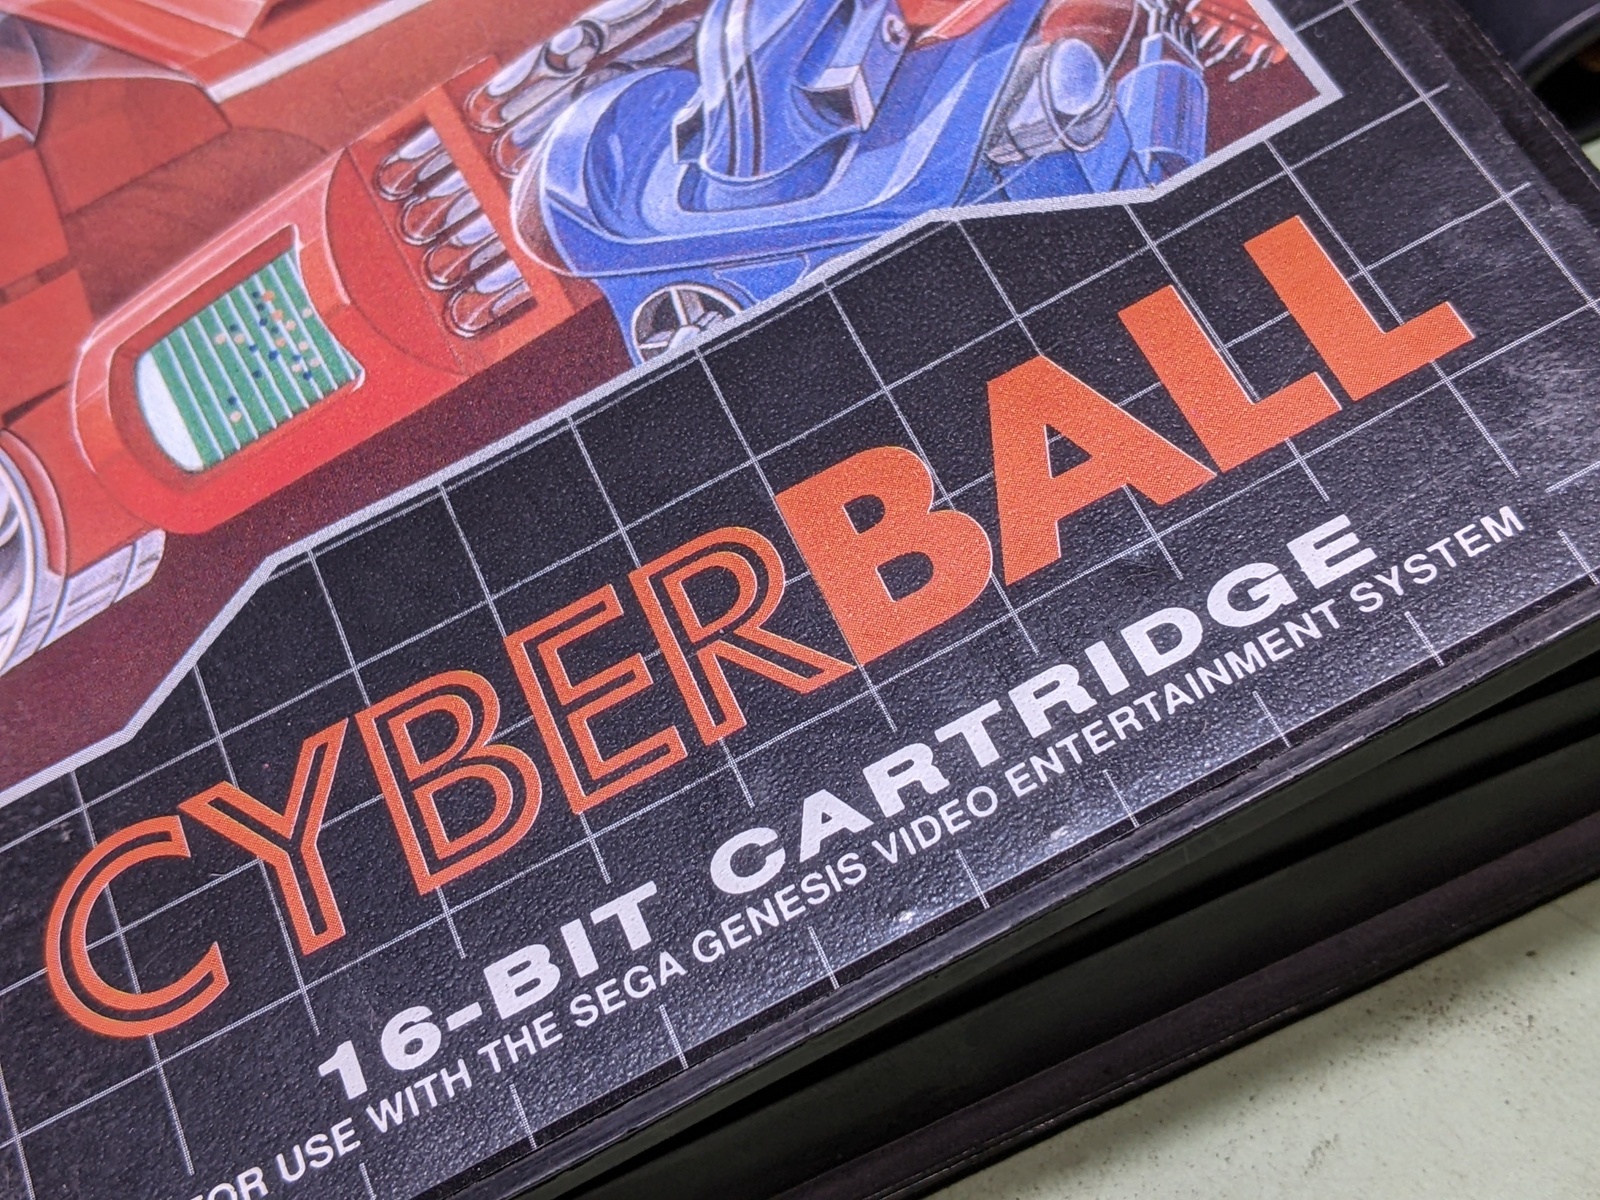 CYBERBALL
16-BIT CARTRIDGE
FOR USE WITH THE SEGA GENESIS VIDEO ENTERTAINMENT SYSTEM